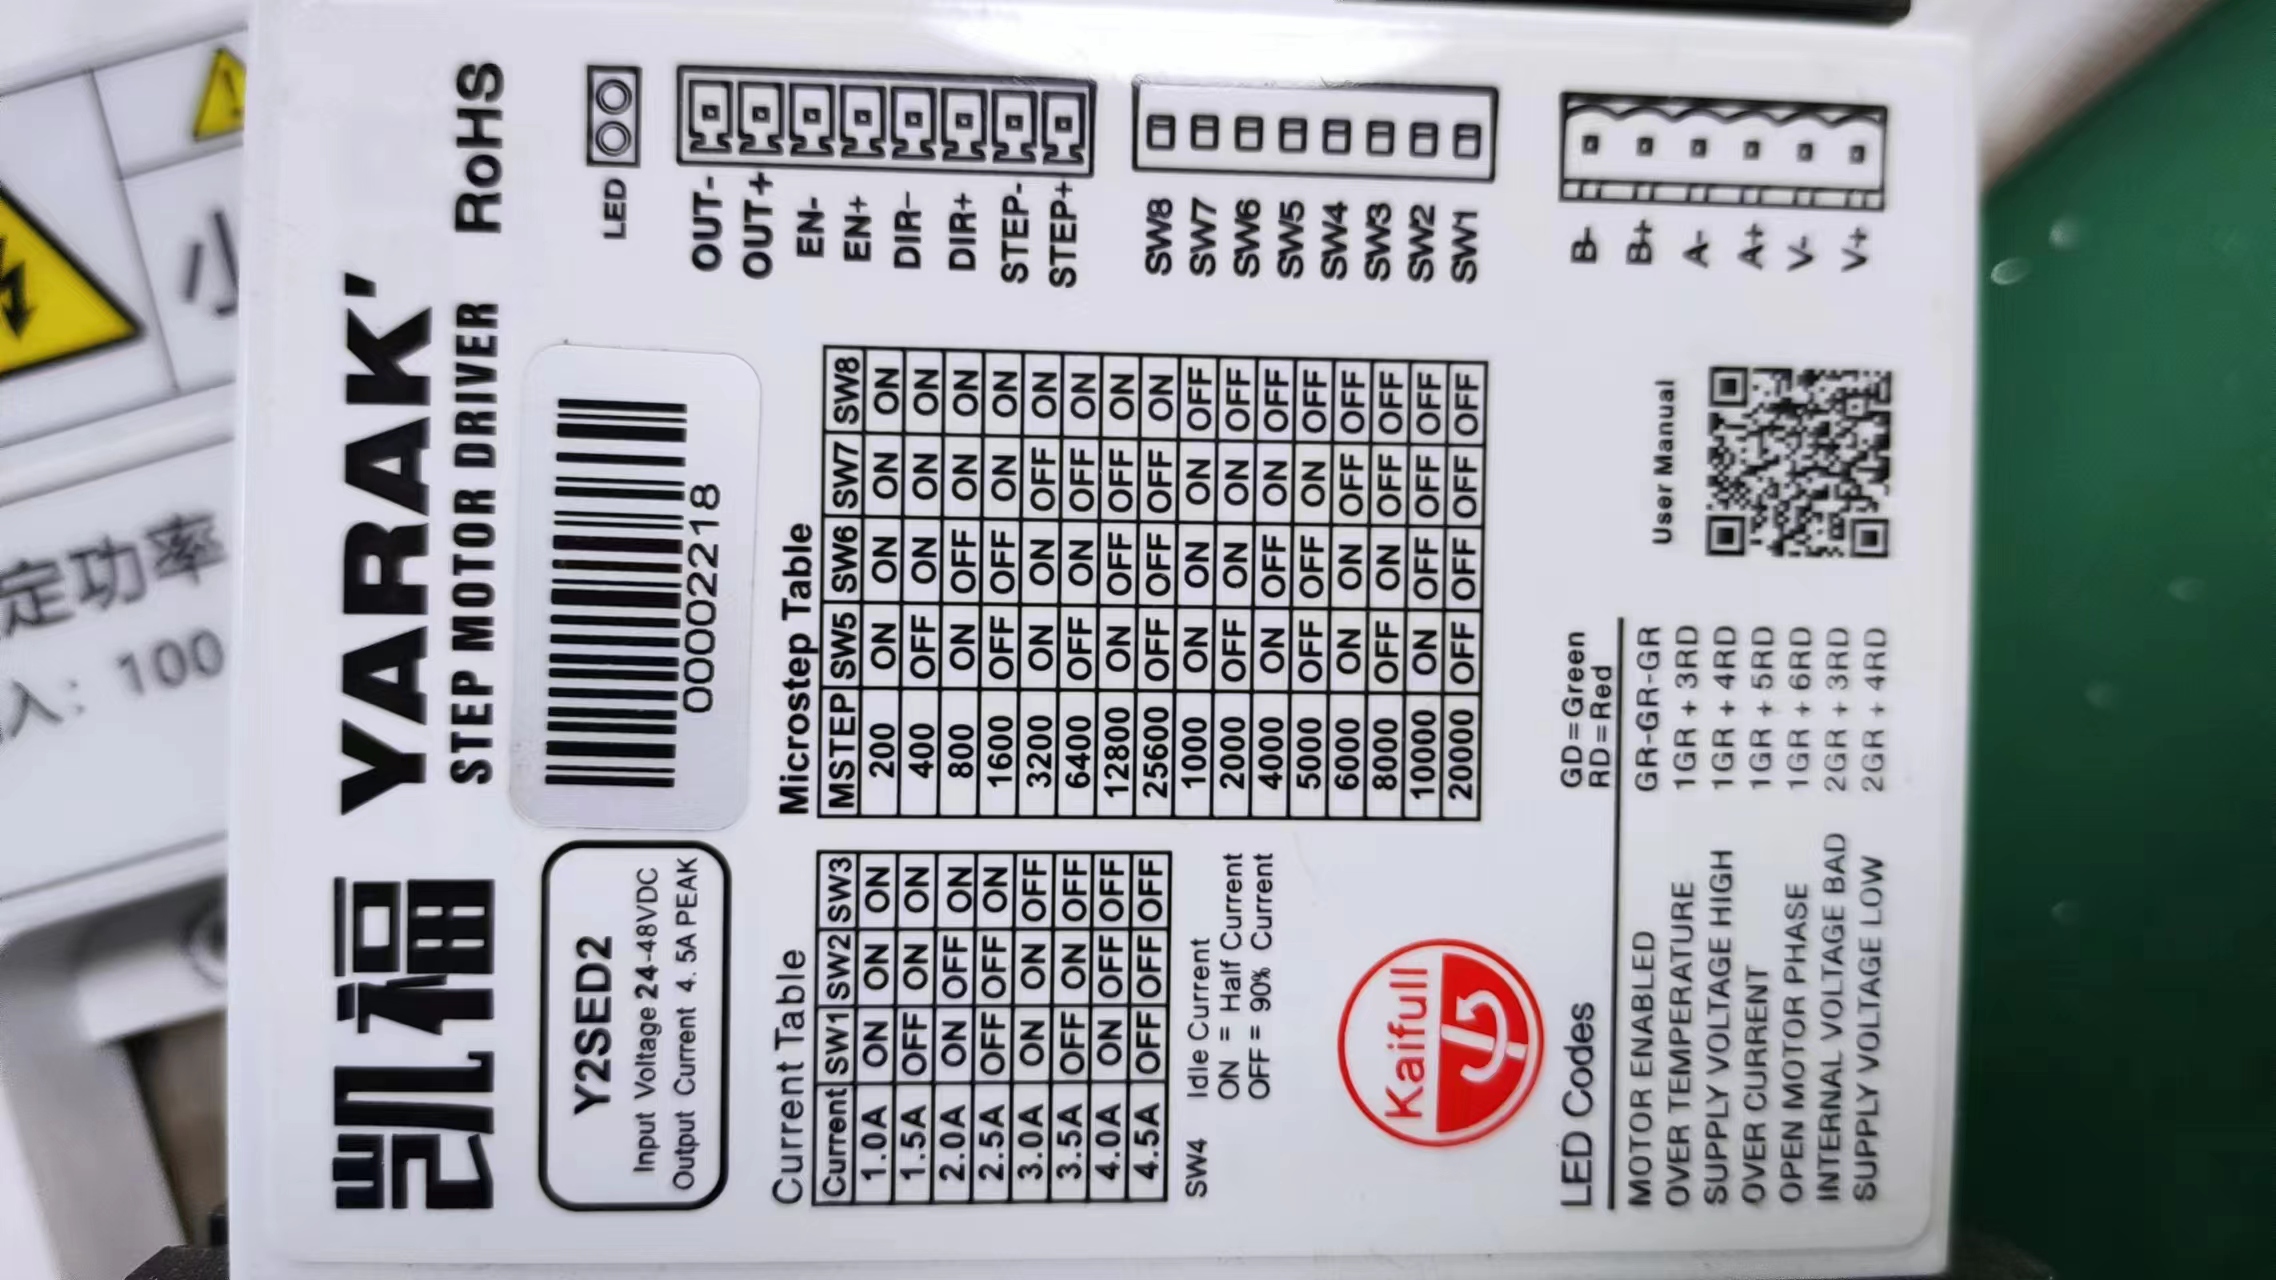 定功率
入: 100
凯福 YARAK'
STEP MOTOR DRIVER RoHS
Y2SED2
Input Voltage 24-48VDC
Output Current 4.5A PEAK
00002218
LED
OUT-
OUT+
EN-
EN+
DIR-
DIR+
STEP-
STEP+
Current Table
Current SW1 SW2 SW3
1.0A ON ON ON
1.5A OFF ON ON
2.0A ON OFF ON
2.5A OFF OFF ON
3.0A ON ON OFF
3.5A OFF ON OFF
4.0A ON OFF OFF
4.5A OFF OFF OFF
SW4 Idle Current
ON = Half Current
OFF = 90% Current
Microstep Table
MSTEP SW5 SW6 SW7 SW8
200 ON ON ON ON
400 OFF ON ON ON
800 ON OFF ON ON
1600 OFF OFF ON ON
3200 ON ON OFF ON
6400 OFF ON OFF ON
12800 ON OFF OFF ON
25600 OFF OFF OFF ON
1000 ON ON ON OFF
2000 OFF ON ON OFF
4000 ON OFF ON OFF
5000 OFF OFF ON OFF
6000 ON ON OFF OFF
8000 OFF ON OFF OFF
10000 ON OFF OFF OFF
20000 OFF OFF OFF OFF
SW8
SW7
SW6
SW5
SW4
SW3
SW2
SW1
Kaifull
LED Codes
GD=Green
RD=Red
MOTOR ENABLED GR-GR-GR
OVER TEMPERATURE 1GR + 3RD
SUPPLY VOLTAGE HIGH 1GR + 4RD
OVER CURRENT 1GR + 5RD
OPEN MOTOR PHASE 1GR + 6RD
INTERNAL VOLTAGE BAD 2GR + 3RD
SUPPLY VOLTAGE LOW 2GR + 4RD
User Manual
B-
B+
A-
A+
V-
V+